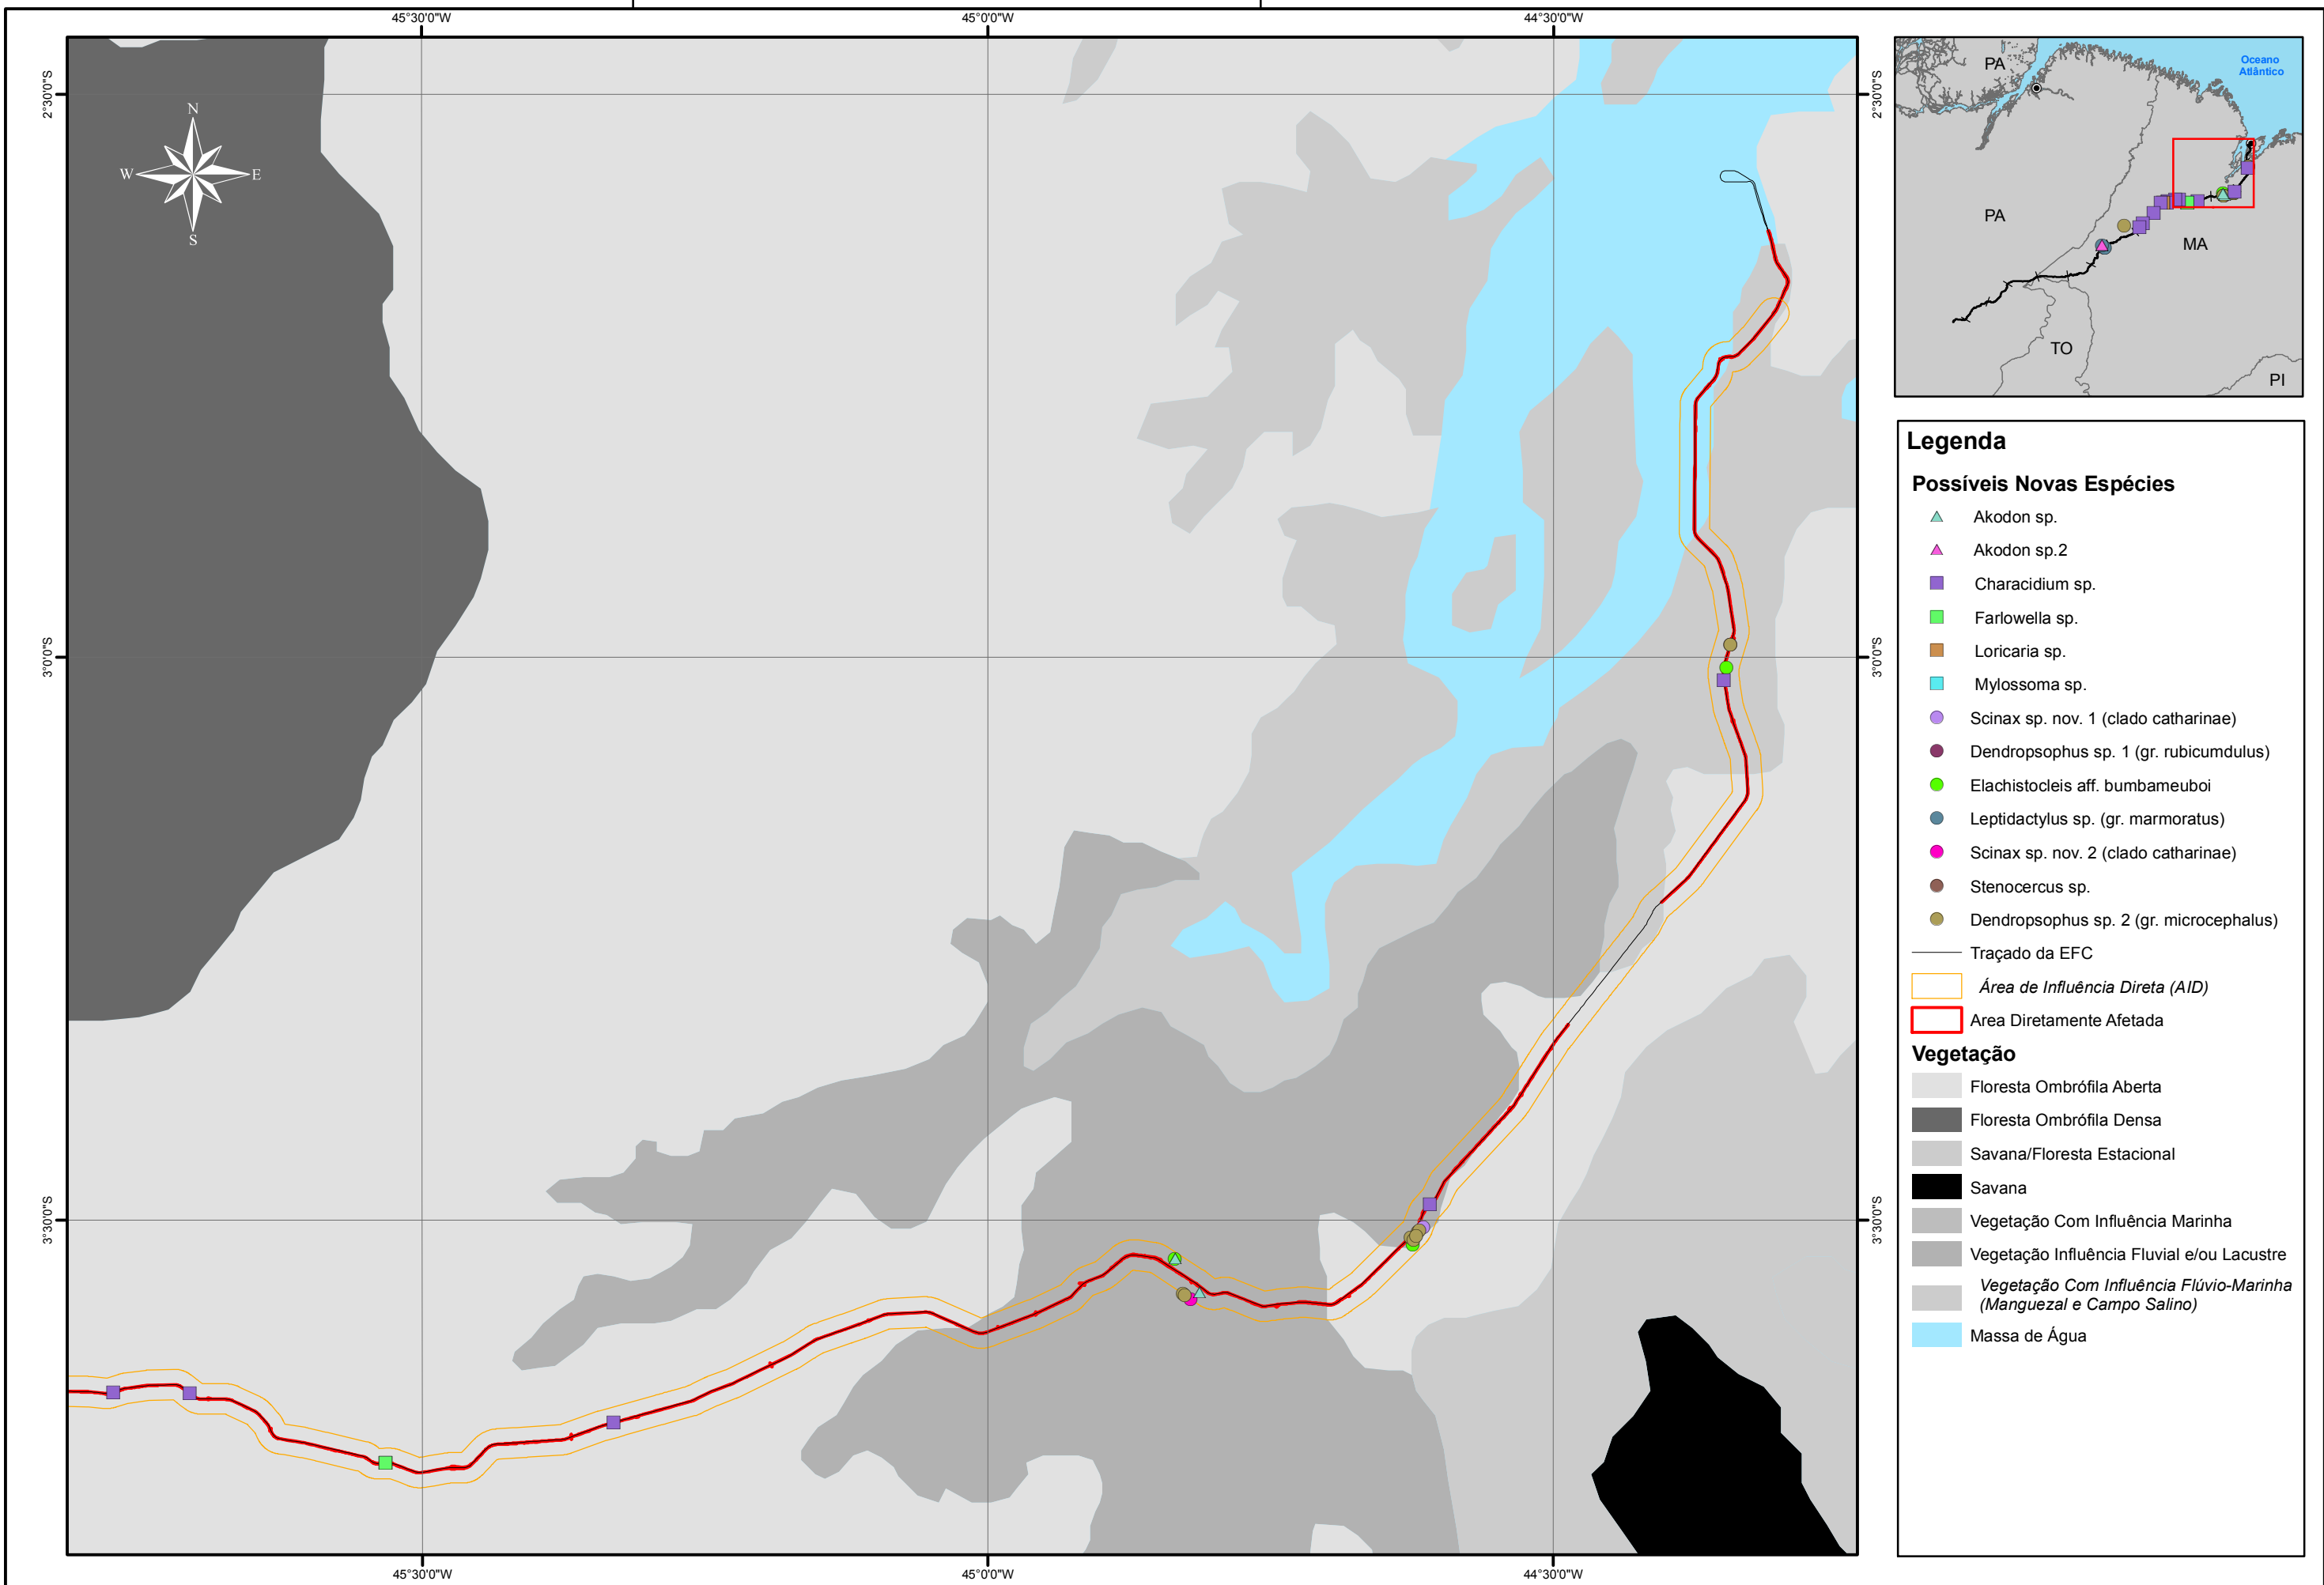 45°30'0"W
45°0'0"W
44°30'0"W
2°30'0"S
2°30'0"S
N
W
E
S
3°0'0"S
3°0'0"S
3°30'0"S
3°30'0"S
45°30'0"W
45°0'0"W
44°30'0"W
PA
Oceano
Atlântico
PA
MA
TO
PI
Legenda
Possíveis Novas Espécies
Akodon sp.
Akodon sp.2
Characidium sp.
Farlowella sp.
Loricaria sp.
Mylossoma sp.
Scinax sp. nov. 1 (clado catharinae)
Dendropsophus sp. 1 (gr. rubicumdulus)
Elachistocleis aff. bumbameuboi
Leptidactylus sp. (gr. marmoratus)
Scinax sp. nov. 2 (clado catharinae)
Stenocercus sp.
Dendropsophus sp. 2 (gr. microcephalus)
Traçado da EFC
Área de Influência Direta (AID)
Area Diretamente Afetada
Vegetação
Floresta Ombrófila Aberta
Floresta Ombrófila Densa
Savana/Floresta Estacional
Savana
Vegetação Com Influência Marinha
Vegetação Influência Fluvial e/ou Lacustre
Vegetação Com Influência Flúvio-Marinha
(Manguezal e Campo Salino)
Massa de Água